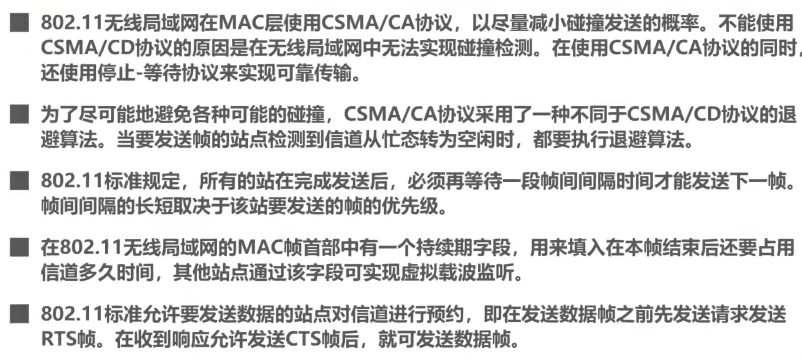 802.11无线局域网在MAC层使用CSMA/CA协议，以尽量减小碰撞发送的概率。不能使用
CSMA/CD协议的原因是在无线局域网中无法实现碰撞检测。在使用CSMA/CA协议的同时，
还使用停止-等待协议来实现可靠传输。
为了尽可能地避免各种可能的碰撞，CSMA/CA协议采用了一种不同于CSMA/CD协议的退
避算法。当要发送帧的站点检测到信道从忙态转为空闲时，都要执行退避算法。
802.11标准规定，所有的站在完成发送后，必须再等待一段帧间间隔时间才能发送下一帧。
帧间间隔的长短取决于该站要发送的帧的优先级。
在802.11无线局域网的MAC帧首部中有一个持续期字段，用来填入在本帧结束后还要占用
信道多久时间，其他站点通过该字段可实现虚拟载波监听。
802.11标准允许要发送数据的站点对信道进行预约，即在发送数据帧之前先发送请求发送
RTS帧。在收到响应允许发送CTS帧后，就可发送数据帧。